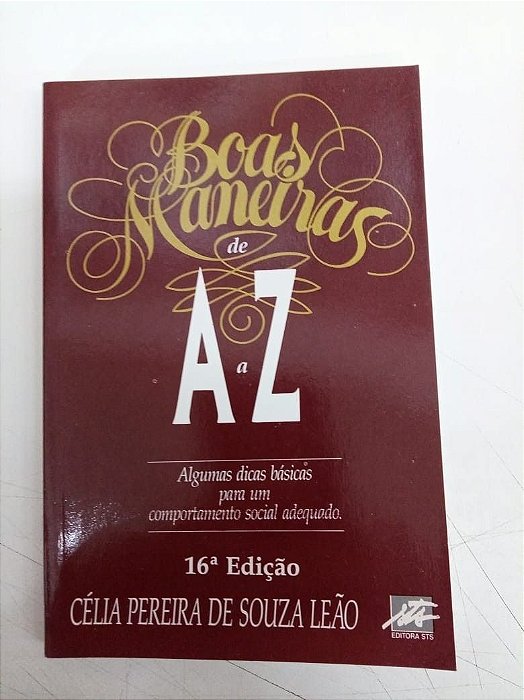 Boas
Maneiras
de
A a Z
Algumas dicas básicas
para um
comportamento social adequado.
16ª Edição
CÉLIA PEREIRA DE SOUZA LEÃO
sts
EDITORA STS